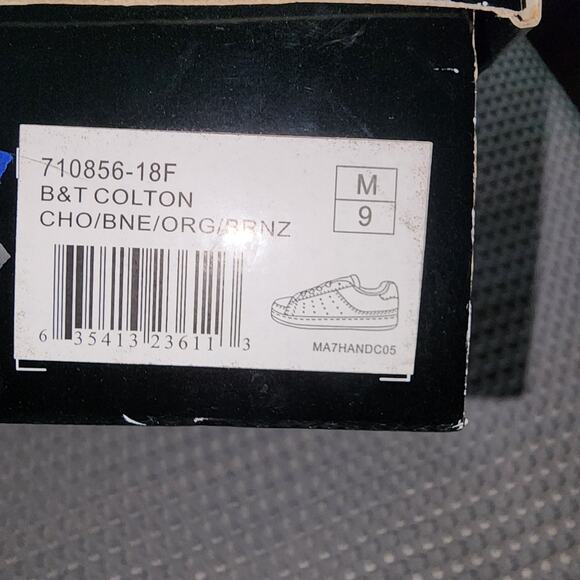 710856-18F
B&T COLTON
CHO/BNE/ORG/BRNZ
M
9
6 35413 23611 3
MA7HANDC05